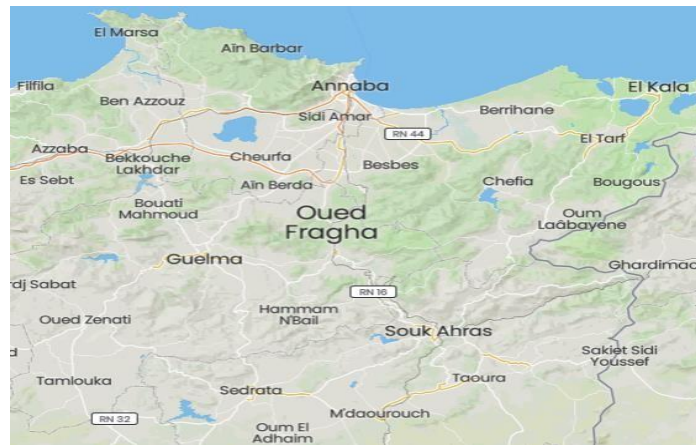 El Marsa
Aïn Barbar
Filfila
Annaba
El Kala
Ben Azzouz
Berrihane
Sidi Amar
RN 44
El Tarf
Azzaba
Bekkouche
Lakhdar
Cheurfa
Besbes
Es Sebt
Aïn Berda
Chefia
Bougous
Bouati
Mahmoud
Oued
Fragha
Oum
Laâbayene
Guelma
Ghardimao
rdj Sabat
RN 16
Hammam
N'Bail
Oued Zenati
Souk Ahras
d
Sakiet Sidi
Youssef
Tamlouka
Taoura
Sedrata
M'daourouch
RN 32
Oum El
Adhaim